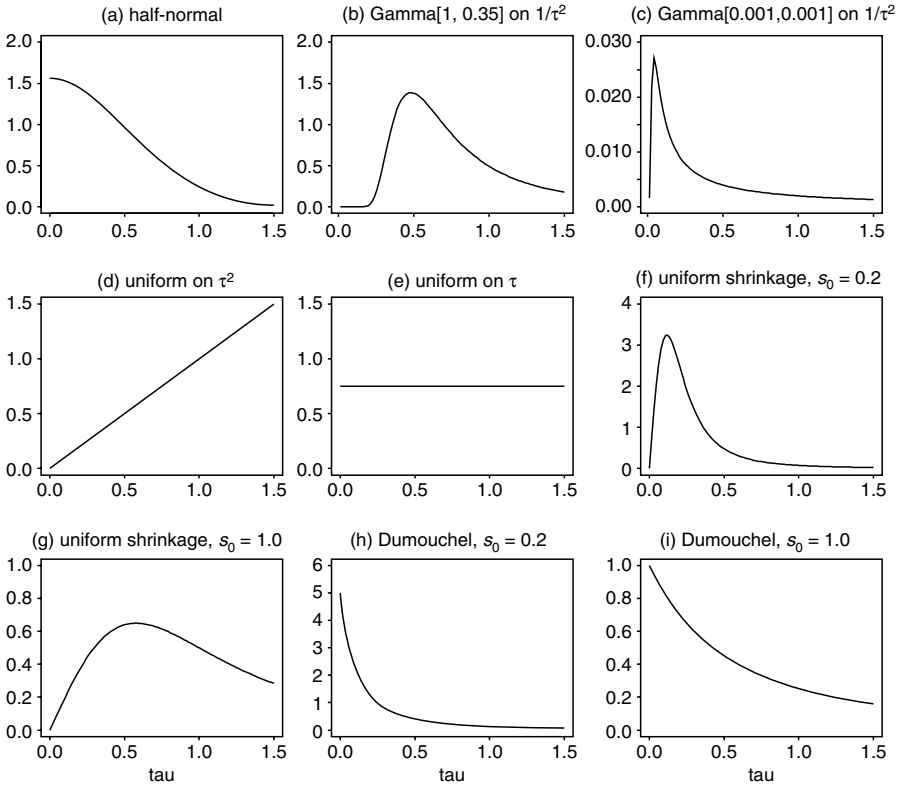 (a) half-normal
(b) Gamma[1, 0.35] on 1/τ²
(c) Gamma[0.001,0.001] on 1/τ²
2.0
1.5
1.0
0.5
0.0
0.0 0.5 1.0 1.5
2.0
1.5
1.0
0.5
0.0
0.0 0.5 1.0 1.5
0.030
0.020
0.010
0.00
0.0 0.5 1.0 1.5
(d) uniform on τ²
(e) uniform on τ
(f) uniform shrinkage, s₀ = 0.2
1.5
1.0
0.5
0.0
0.0 0.5 1.0 1.5
1.5
1.0
0.5
0.0
0.0 0.5 1.0 1.5
4
3
2
1
0
0.0 0.5 1.0 1.5
(g) uniform shrinkage, s₀ = 1.0
(h) Dumouchel, s₀ = 0.2
(i) Dumouchel, s₀ = 1.0
1.0
0.8
0.6
0.4
0.2
0.0
0.0 0.5 1.0 1.5
tau
6
5
4
3
2
1
0
0.0 0.5 1.0 1.5
tau
1.0
0.8
0.6
0.4
0.2
0.0
0.0 0.5 1.0 1.5
tau